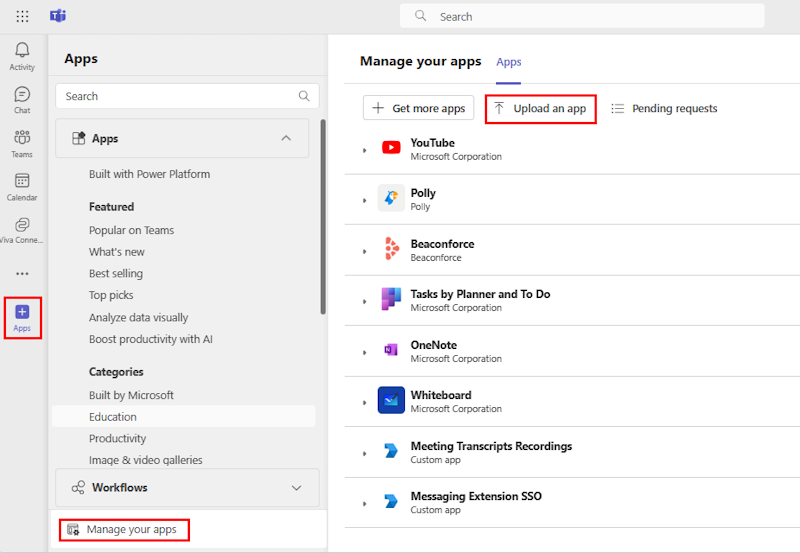 Search
Activity
Chat
Teams
Calendar
Viva Conne...
Apps
Apps
Search
Apps
Built with Power Platform
Featured
Popular on Teams
What's new
Best selling
Top picks
Analyze data visually
Boost productivity with AI
Categories
Built by Microsoft
Education
Productivity
Image & video galleries
Workflows
Manage your apps
Manage your apps
Apps
Get more apps
Upload an app
Pending requests
YouTube
Microsoft Corporation
Polly
Polly
Beaconforce
Beaconforce
Tasks by Planner and To Do
Microsoft Corporation
OneNote
Microsoft Corporation
Whiteboard
Microsoft Corporation
Meeting Transcripts Recordings
Custom app
Messaging Extension SSO
Custom app